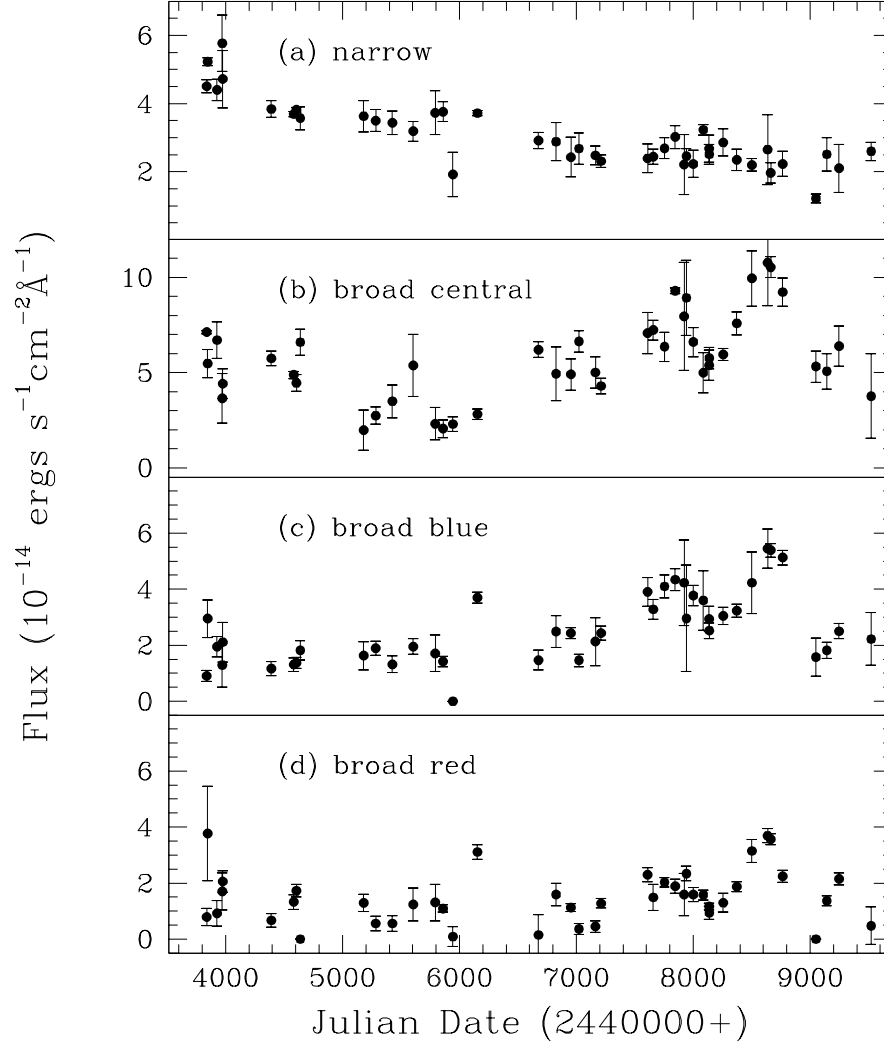 6
4
2
(a) narrow
10
5
0
(b) broad central
6
4
2
0
(c) broad blue
6
4
2
0
(d) broad red
4000 5000 6000 7000 8000 9000
Julian Date (2440000+)
Flux (10⁻¹⁴ ergs s⁻¹cm⁻²Å⁻¹)